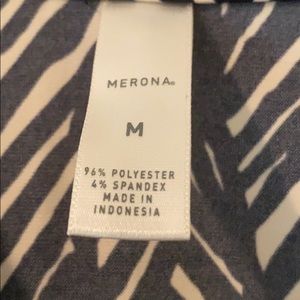 MERONA®
M
96% POLYESTER
4% SPANDEX
MADE IN
INDONESIA